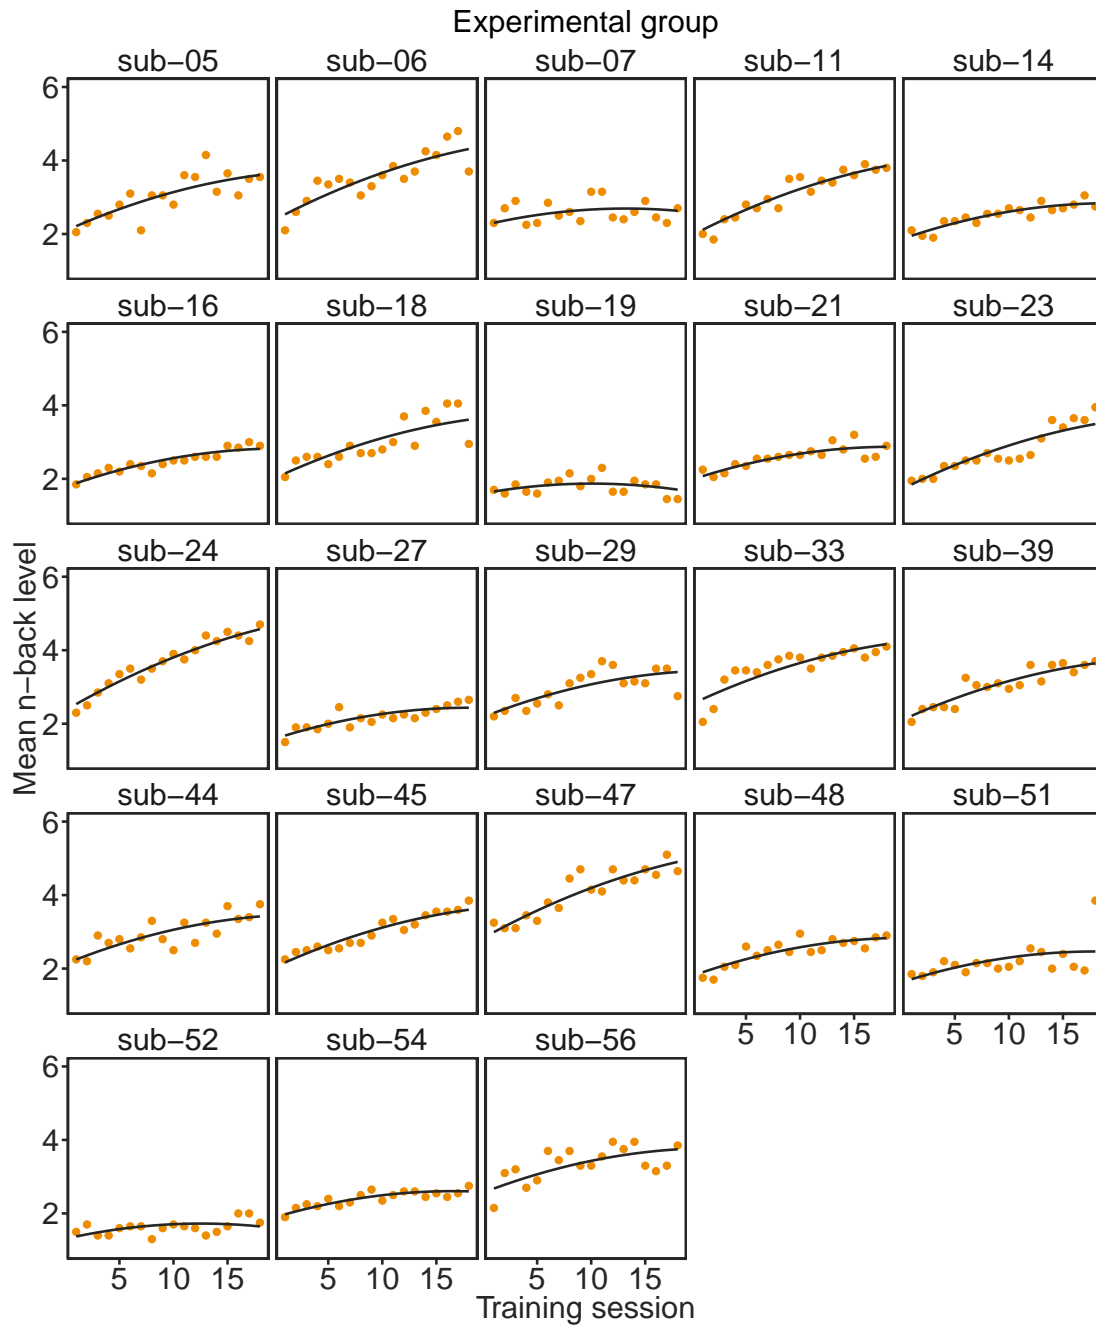 Experimental group
sub−05 sub−06 sub−07 sub−11 sub−14
6
4
2
sub−16 sub−18 sub−19 sub−21 sub−23
6
4
2
sub−24 sub−27 sub−29 sub−33 sub−39
6
4
2
Mean n−back level
sub−44 sub−45 sub−47 sub−48 sub−51
6
4
2
5 10 15 5 10 15
sub−52 sub−54 sub−56
6
4
2
5 10 15 5 10 15 5 10 15
Training session